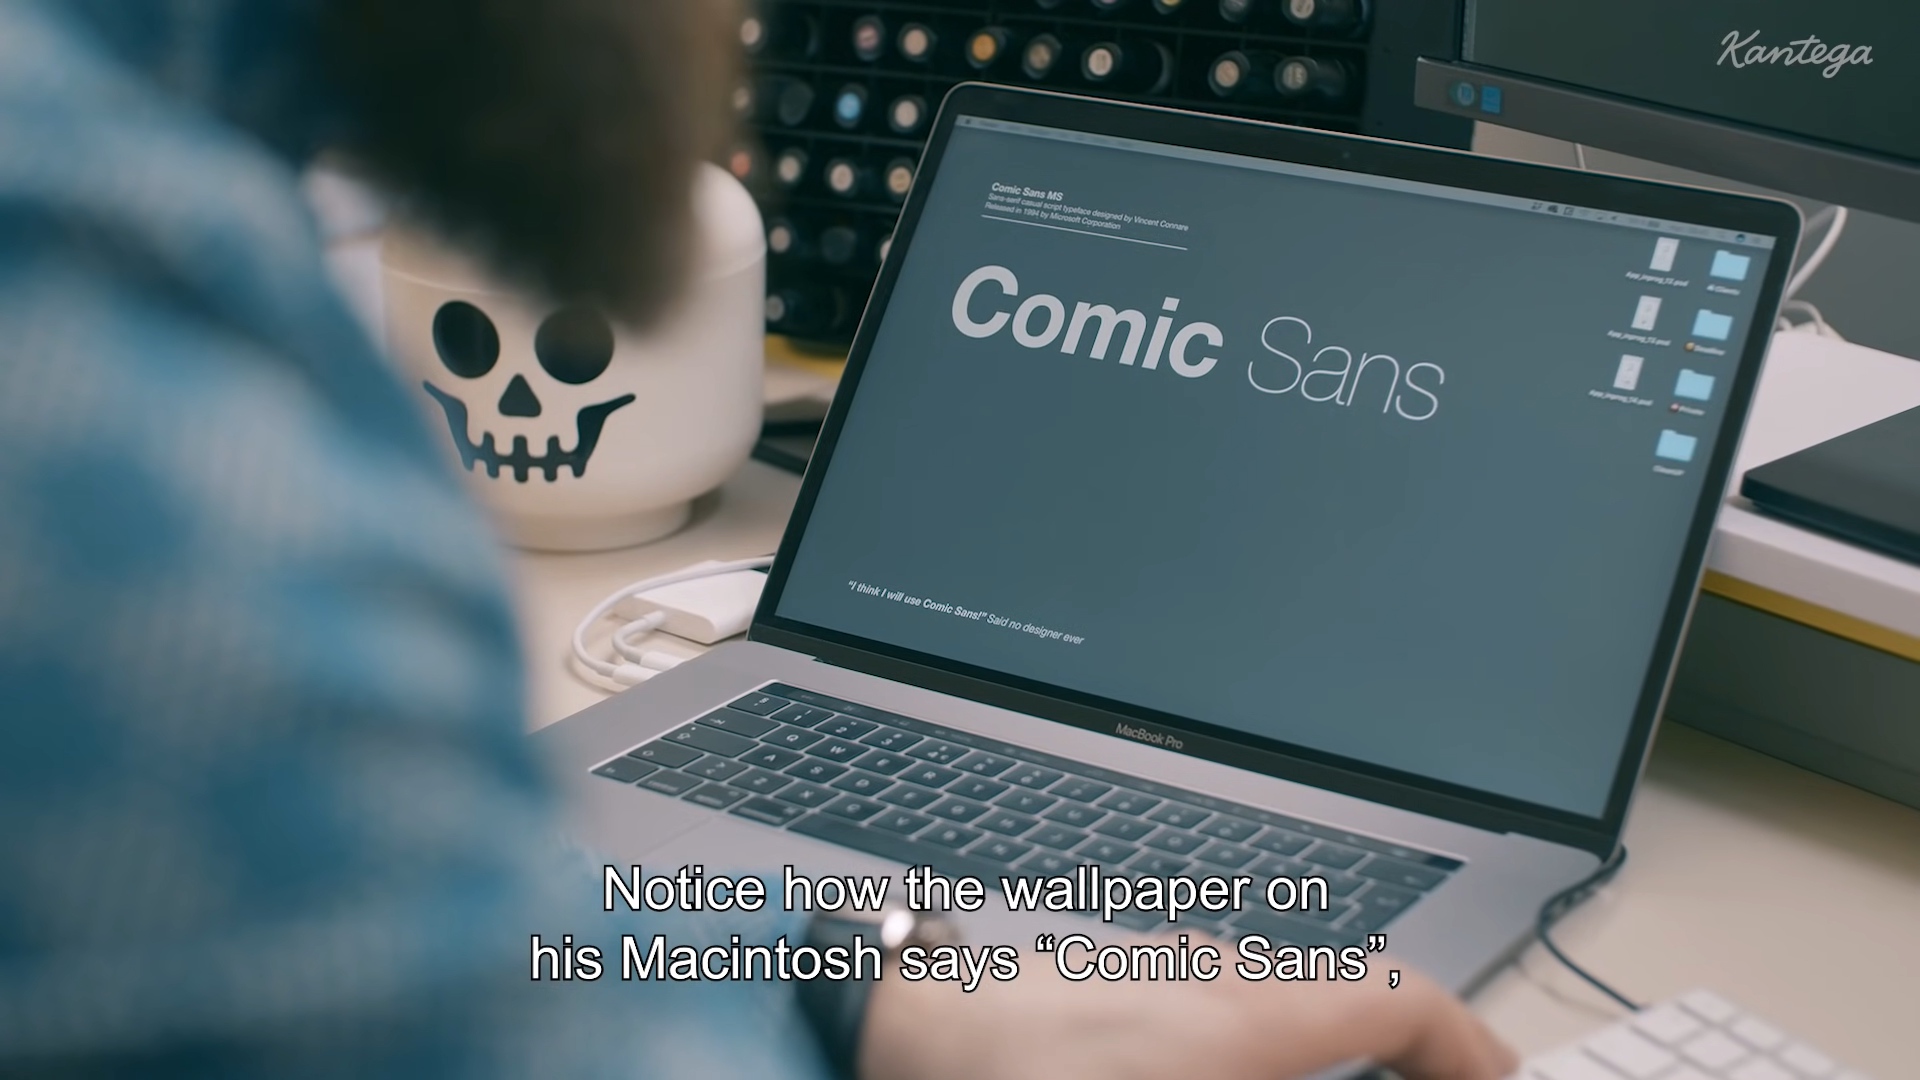 Kantega
Comic Sans MS
Sans-serif casual script typeface designed by Vincent Connare
Released in 1994 by Microsoft Corporation
Comic Sans
“I think I will use Comic Sans!” Said no designer ever
MacBook Pro
Notice how the wallpaper on
his Macintosh says “Comic Sans”,